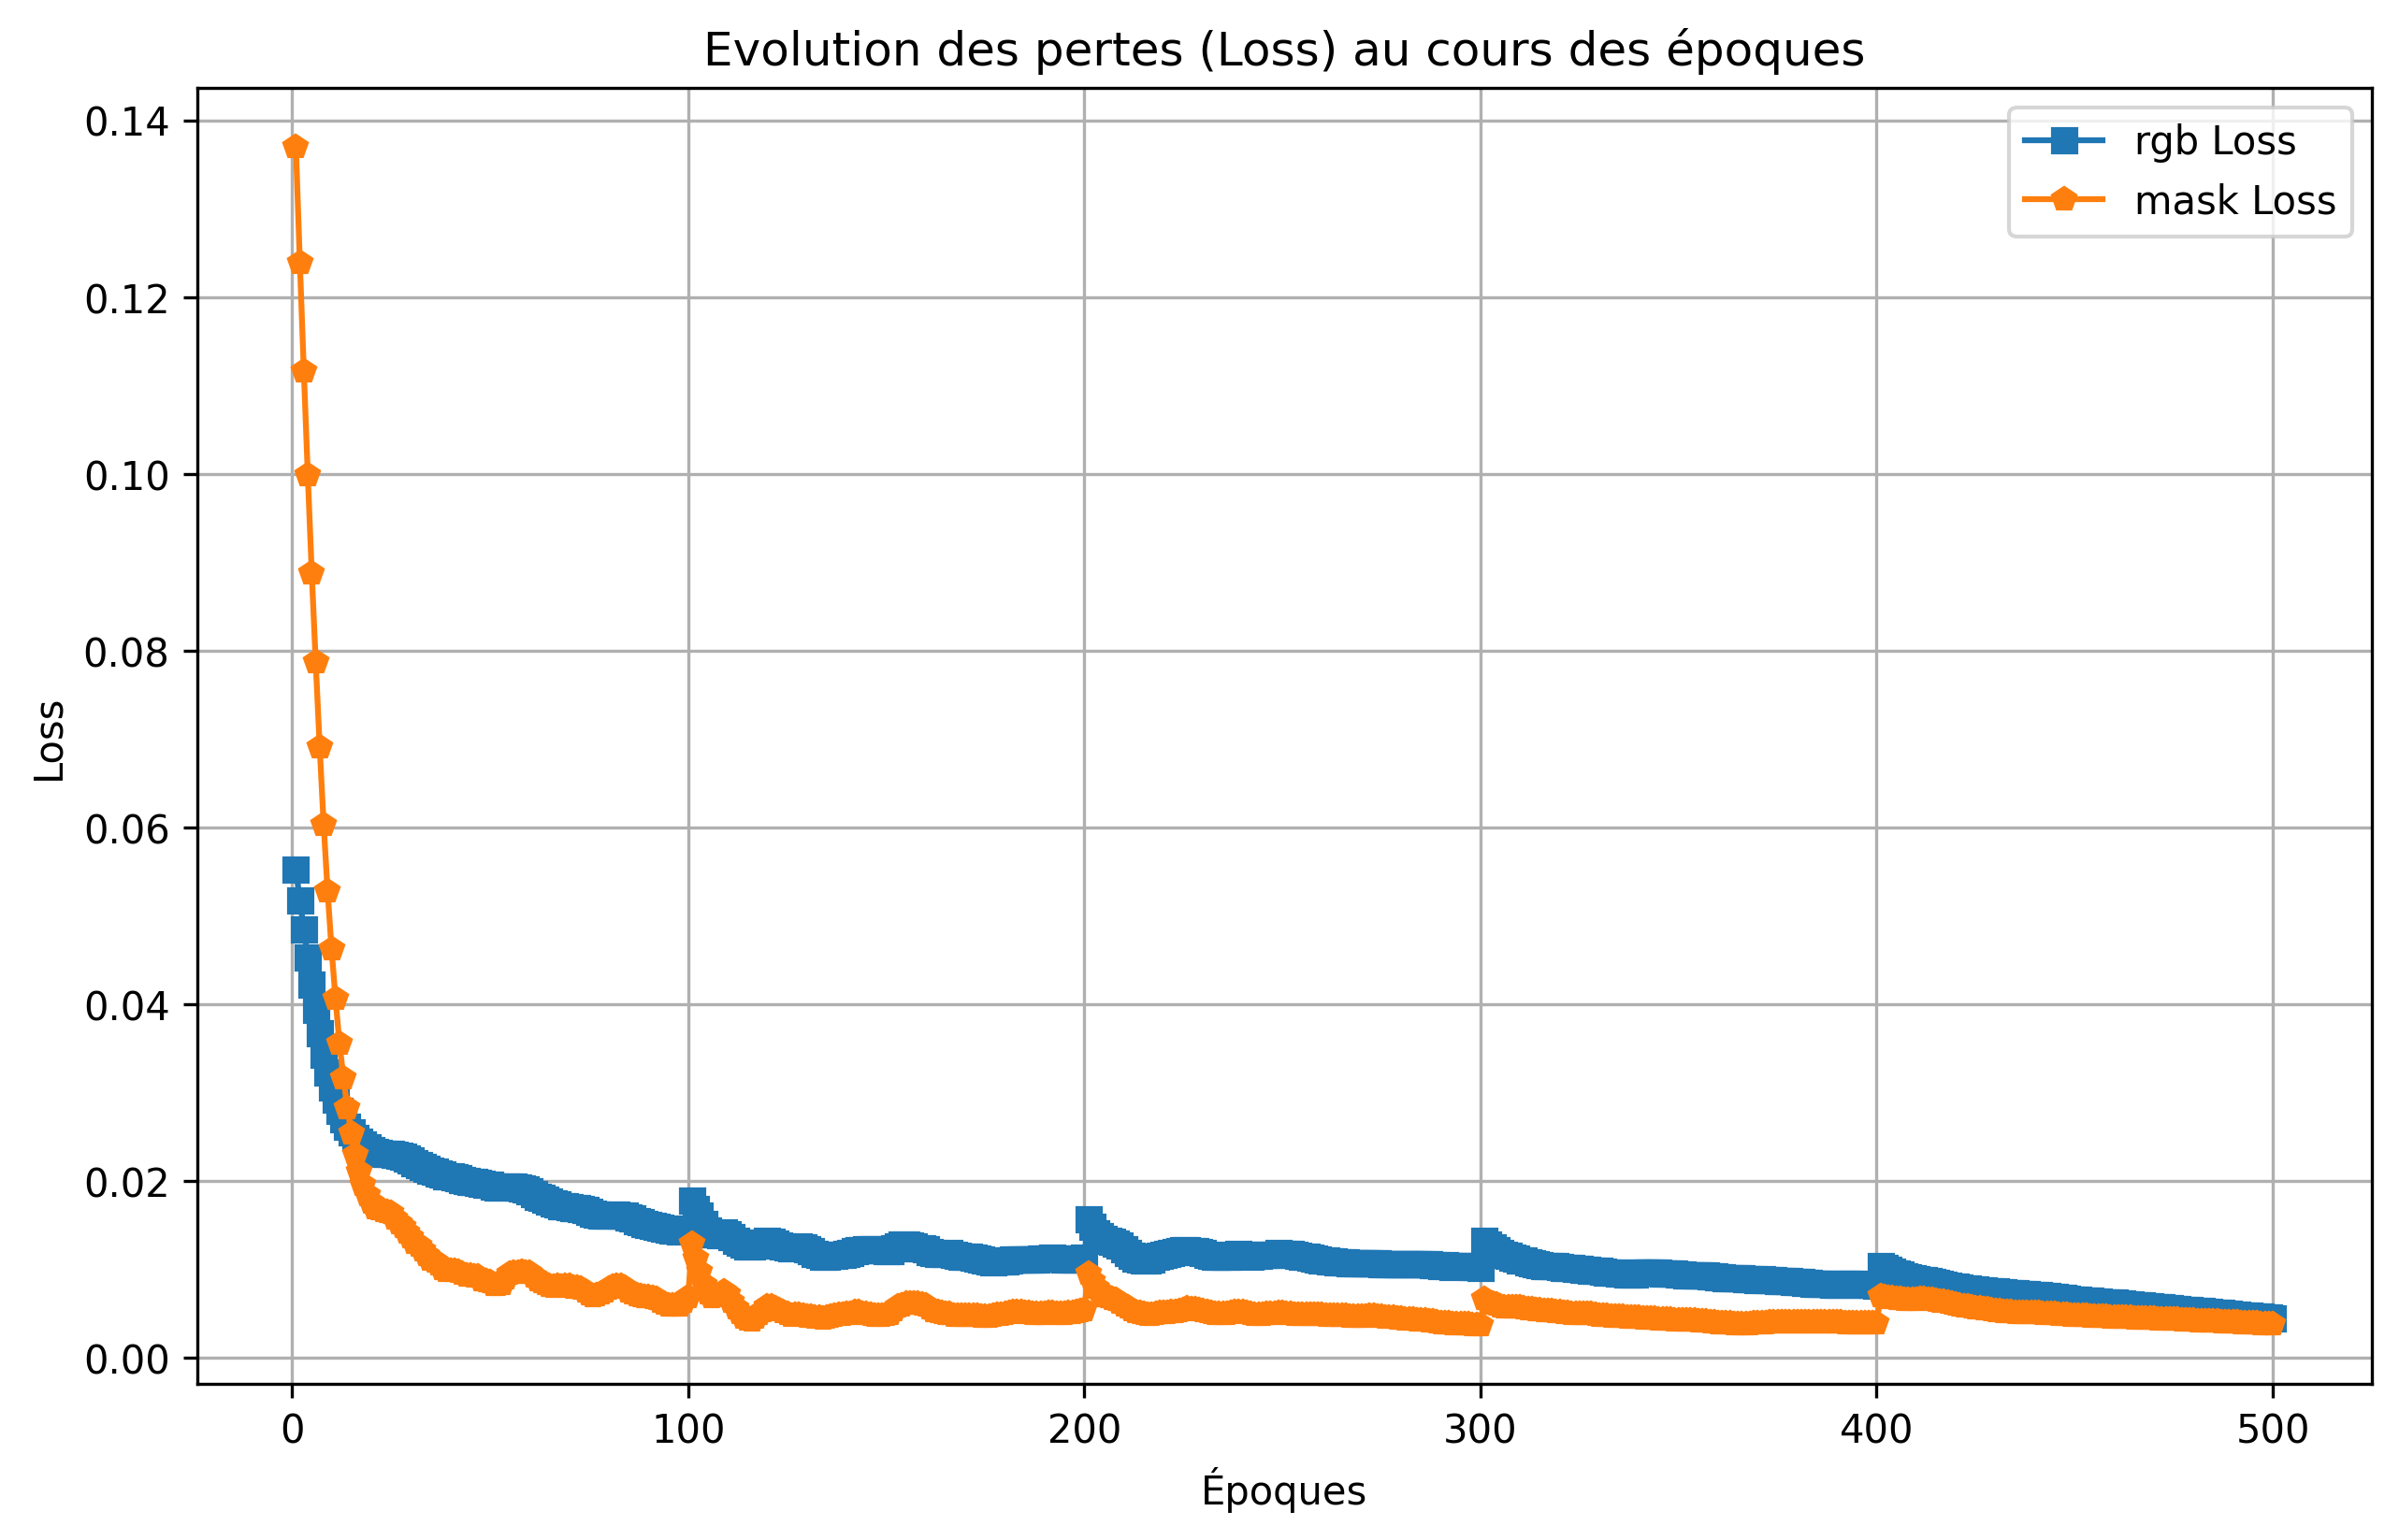 Evolution des pertes (Loss) au cours des époques
rgb Loss
mask Loss
0.14
0.12
0.10
0.08
0.06
0.04
0.02
0.00
Loss
0 100 200 300 400 500
Époques